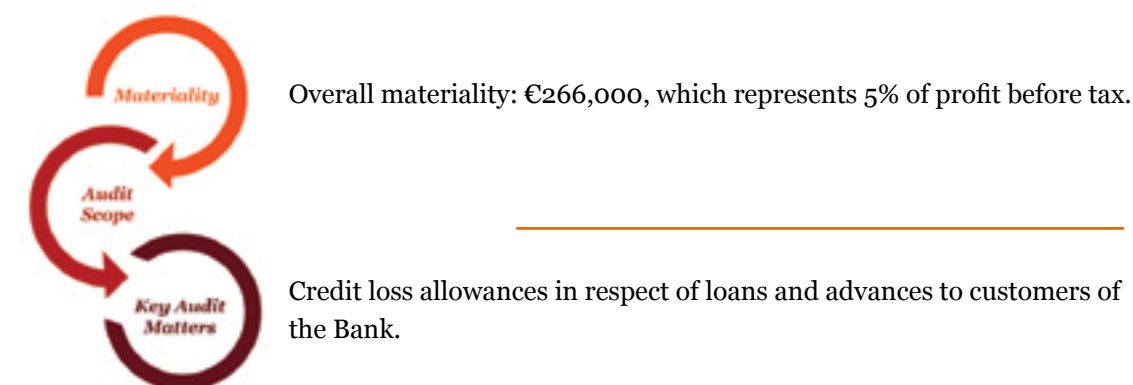 Materiality
Overall materiality: €266,000, which represents 5% of profit before tax.
Audit
Scope
Key Audit
Matters
Credit loss allowances in respect of loans and advances to customers of
the Bank.